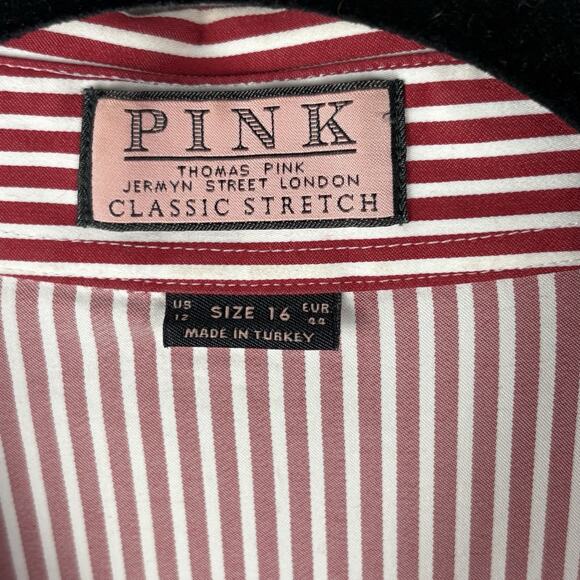 PINK
THOMAS PINK
JERMYN STREET LONDON
CLASSIC STRETCH
US 12 SIZE 16 EUR 44
MADE IN TURKEY